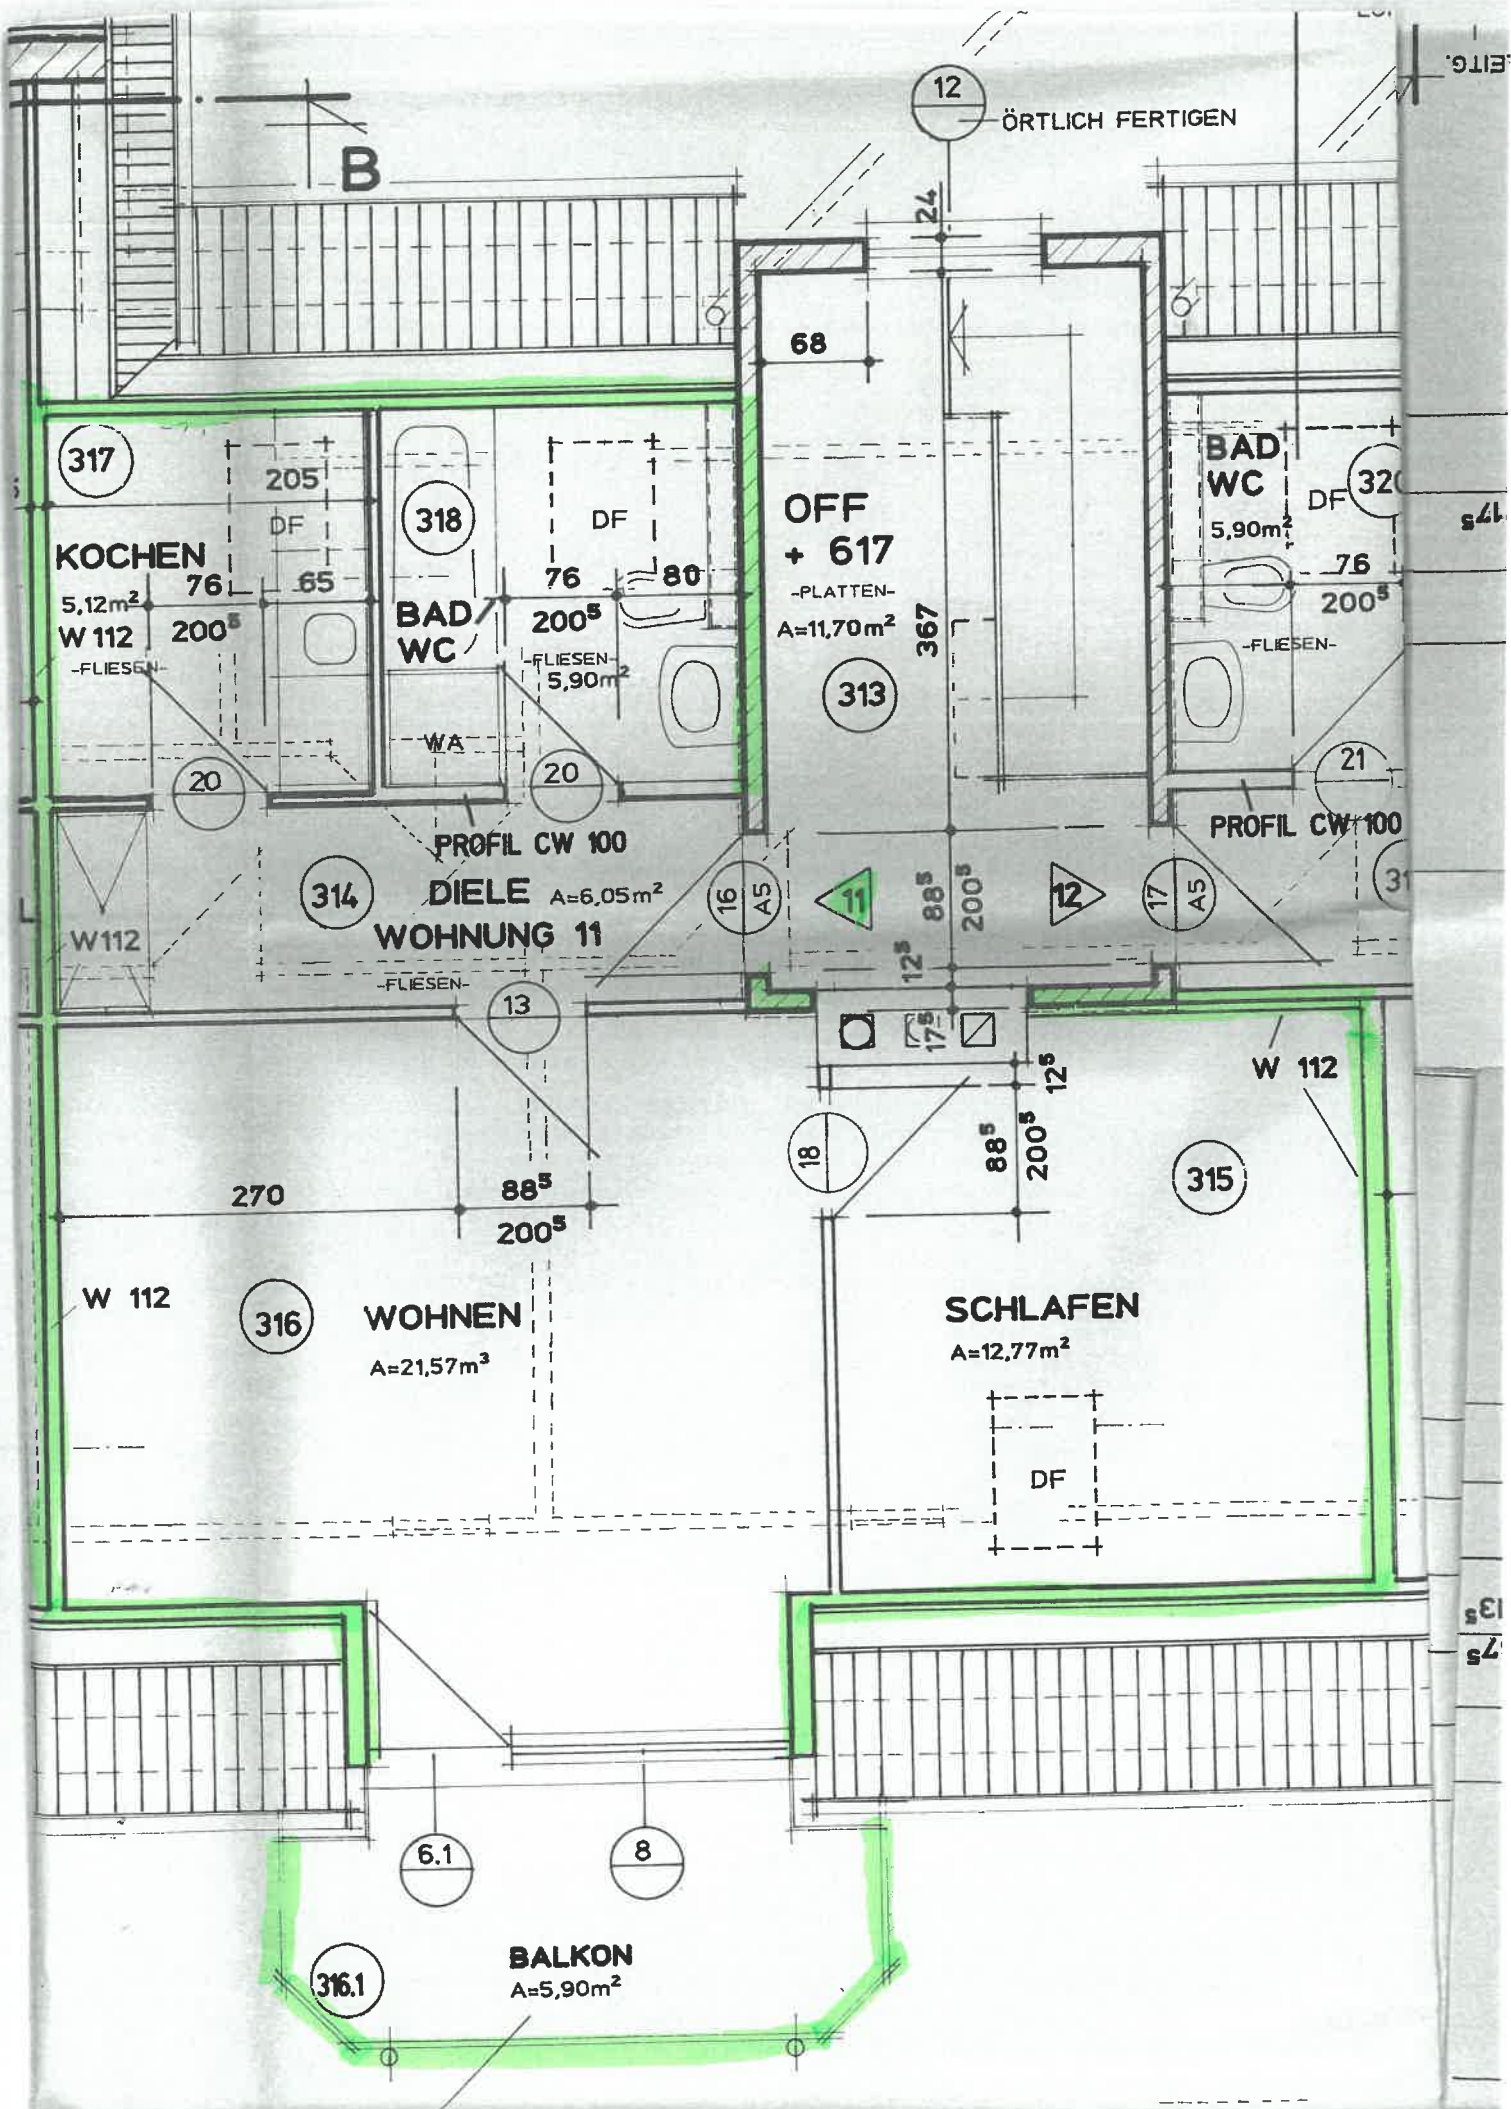 LEITG.
12
ÖRTLICH FERTIGEN
B
24
68
317
205
DF
KOCHEN
5,12m²
W 112
-FLIESEN-
76
200⁵
65
318
DF
BAD
WC
76
200⁵
80
-FLIESEN-
5,90m²
WA
OFF
+ 617
-PLATTEN-
A=11,70m²
313
367
BAD
WC
5,90m²
DF
320
76
200⁵
-FLIESEN-
17⁵
20
20
21
PROFIL CW 100
PROFIL CW 100
314
DIELE A=6,05m²
WOHNUNG 11
-FLIESEN-
W112
16
A5
11
88⁵
200⁵
12
17
A5
31
12⁵
13
17⁵
12⁵
W 112
18
88⁵
200⁵
315
270
88⁵
200⁵
W 112
316
WOHNEN
A=21,57m³
SCHLAFEN
A=12,77m²
DF
13⁵
7⁵
6.1
8
316.1
BALKON
A=5,90m²